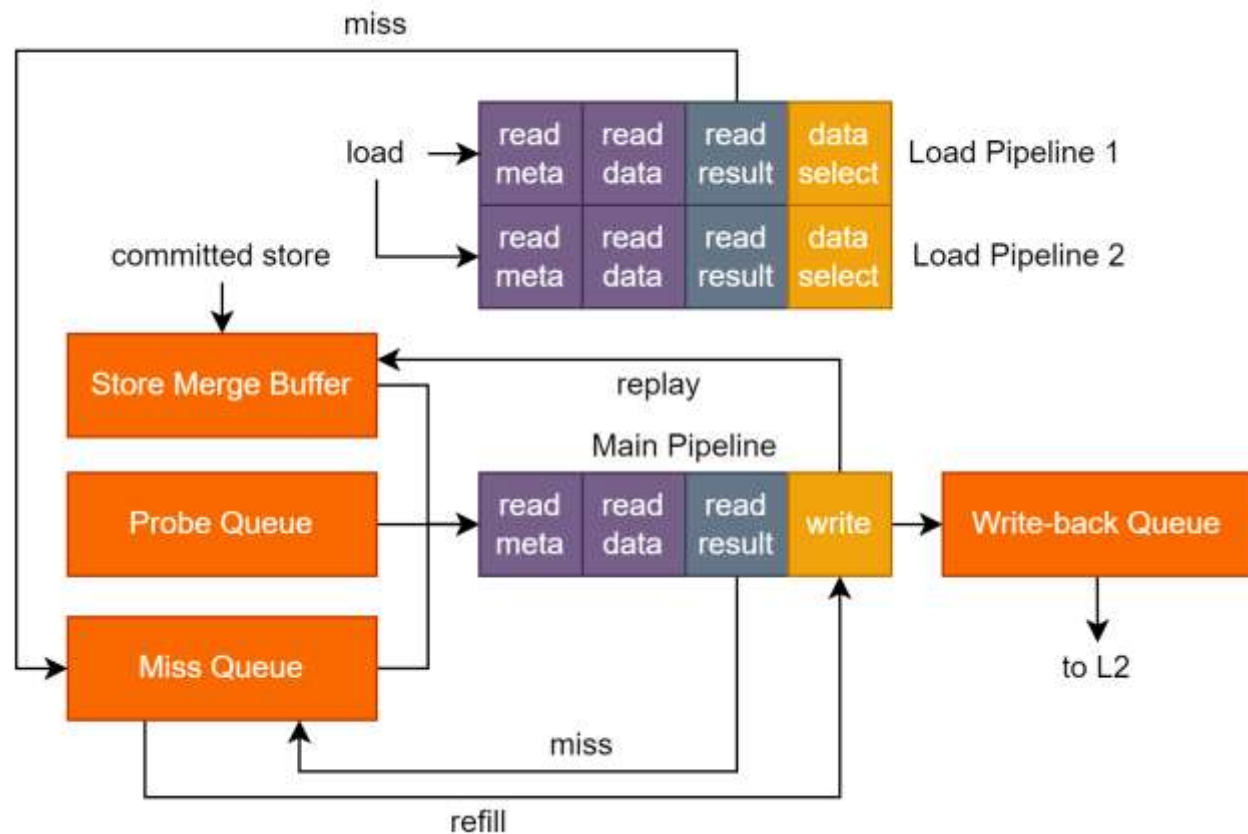 miss
load
read
meta
read
data
read
result
data
select
Load Pipeline 1
read
meta
read
data
read
result
data
select
Load Pipeline 2
committed store
Store Merge Buffer
replay
Main Pipeline
Probe Queue
read
meta
read
data
read
result
write
Write-back Queue
Miss Queue
to L2
miss
refill